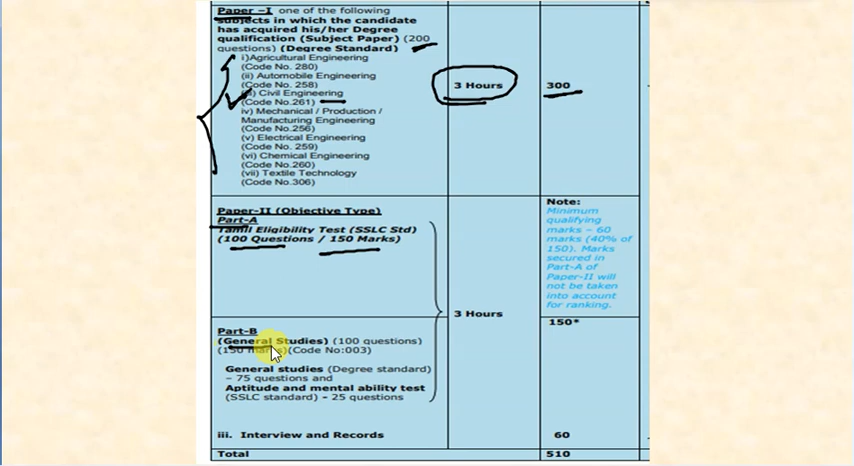 Paper –I one of the following
subjects in which the candidate
has acquired his/her Degree
qualification (Subject Paper) (200
questions) (Degree Standard)
i)Agricultural Engineering
(Code No. 280)
(ii) Automobile Engineering
(Code No. 258)
(iii) Civil Engineering
(Code No.261)
iv) Mechanical / Production /
Manufacturing Engineering
(Code No.256)
(v) Electrical Engineering
(Code No. 259)
(vi) Chemical Engineering
(Code No.260)
(vii) Textile Technology
(Code No.306)
3 Hours
300
Paper-II (Objective Type)
Part-A
Tamil Eligibility Test (SSLC Std)
(100 Questions / 150 Marks)
Note:
Minimum
qualifying
marks – 60
marks (40% of
150). Marks
secured in
Part-A of
Paper-II will
not be taken
into account
for ranking.
3 Hours
Part-B
(General Studies) (100 questions)
(150 marks)(Code No:003)
General studies (Degree standard)
– 75 questions and
Aptitude and mental ability test
(SSLC standard) – 25 questions
150*
iii. Interview and Records
60
Total
510